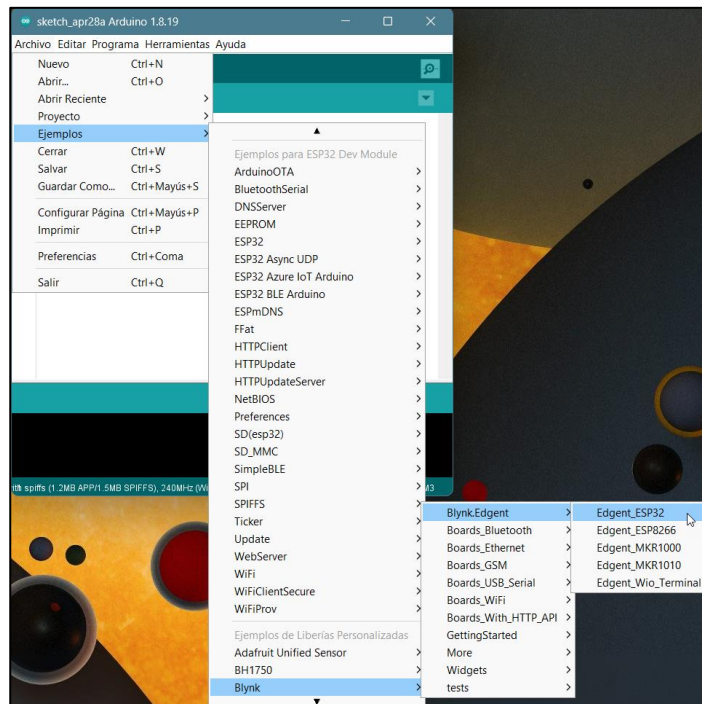 sketch_apr28a Arduino 1.8.19
Archivo Editar Programa Herramientas Ayuda
Nuevo Ctrl+N
Abrir... Ctrl+O
Abrir Reciente
Proyecto
Ejemplos
Cerrar Ctrl+W
Salvar Ctrl+S
Guardar Como... Ctrl+Mayús+S
Configurar Página Ctrl+Mayús+P
Imprimir Ctrl+P
Preferencias Ctrl+Coma
Salir Ctrl+Q
Ejemplos para ESP32 Dev Module
ArduinoOTA
BluetoothSerial
DNSServer
EEPROM
ESP32
ESP32 Async UDP
ESP32 Azure IoT Arduino
ESP32 BLE Arduino
ESPmDNS
FFat
HTTPClient
HTTPUpdate
HTTPUpdateServer
NetBIOS
Preferences
SD(esp32)
SD_MMC
SimpleBLE
SPI
SPIFFS
Ticker
Update
WebServer
WiFi
WiFiClientSecure
WiFiProv
Ejemplos de Liberías Personalizadas
Adafruit Unified Sensor
BH1750
Blynk
spiffs (1.2MB APP/1.5MB SPIFFS), 240MHz
Blynk.Edgent
Boards_Bluetooth
Boards_Ethernet
Boards_GSM
Boards_USB_Serial
Boards_WiFi
Boards_With_HTTP_API
GettingStarted
More
Widgets
tests
Edgent_ESP32
Edgent_ESP8266
Edgent_MKR1000
Edgent_MKR1010
Edgent_Wio_Terminal